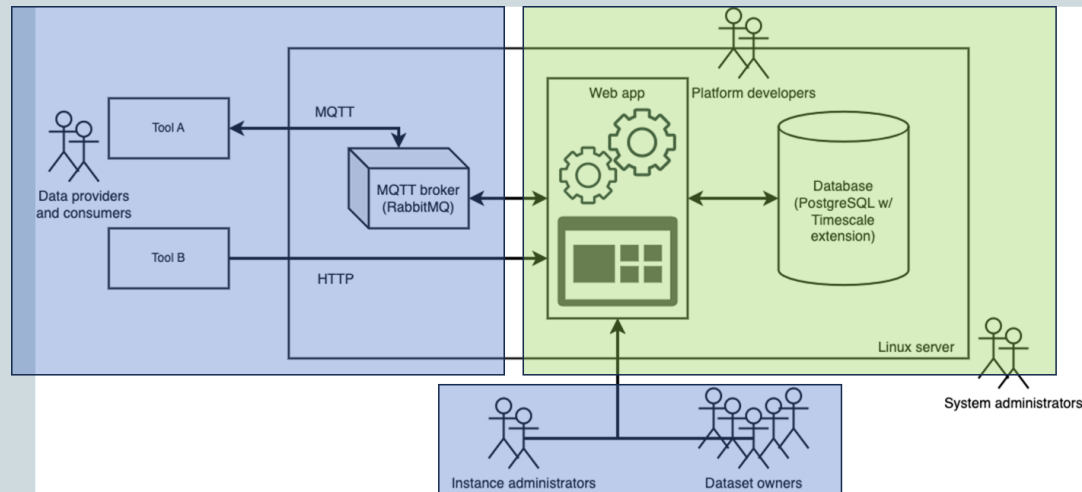 Web app
Platform developers
MQTT
Tool A
MQTT broker
(RabbitMQ)
Data providers
and consumers
Database
(PostgreSQL w/
Timescale
extension)
Tool B
HTTP
Linux server
System administrators
Instance administrators
Dataset owners